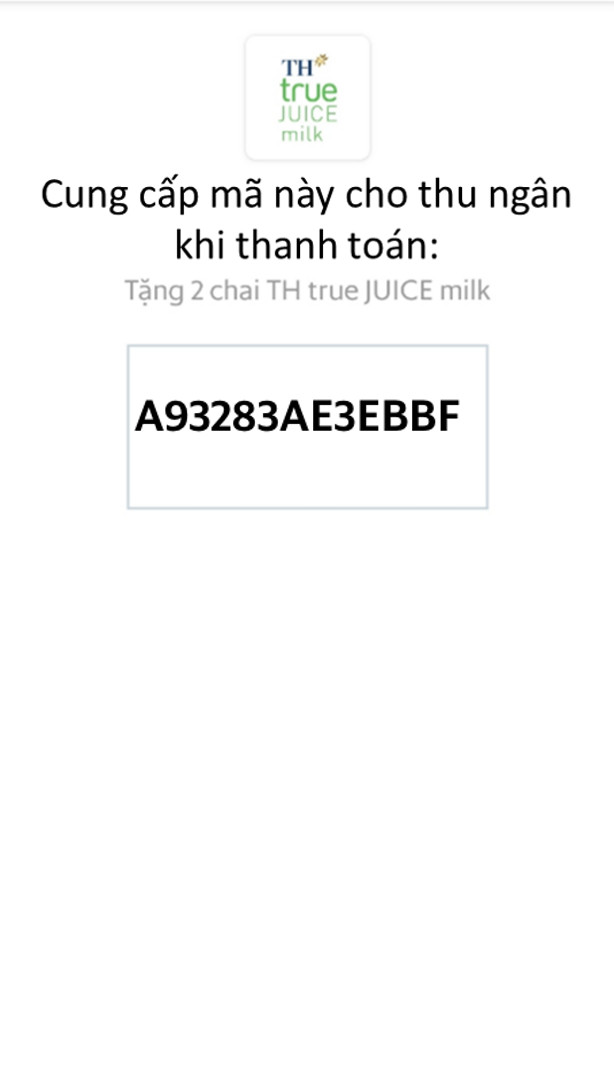 TH
true
JUICE
milk
Cung cấp mã này cho thu ngân
khi thanh toán:
Tặng 2 chai TH true JUICE milk
A93283AE3EBBF